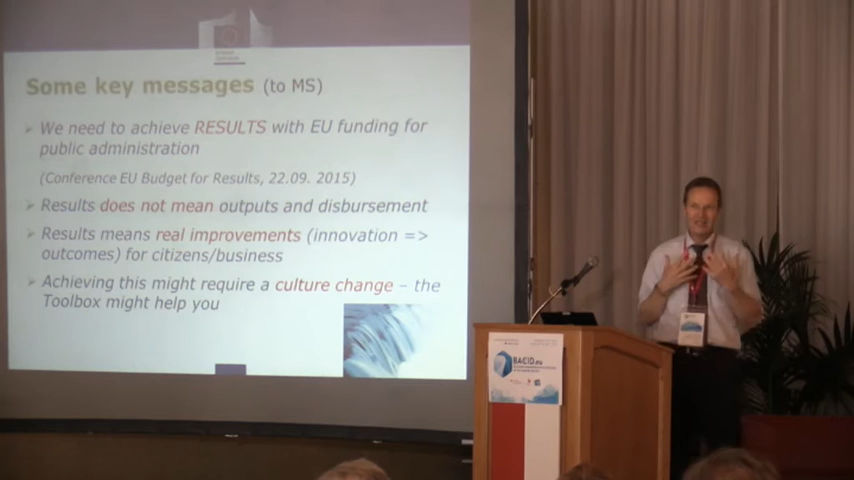 Some key messages (to MS)
➢ We need to achieve RESULTS with EU funding for
public administration
(Conference EU Budget for Results, 22.09. 2015)
➢ Results does not mean outputs and disbursement
➢ Results means real improvements (innovation =>
outcomes) for citizens/business
➢ Achieving this might require a culture change – the
Toolbox might help you
BACID.eu